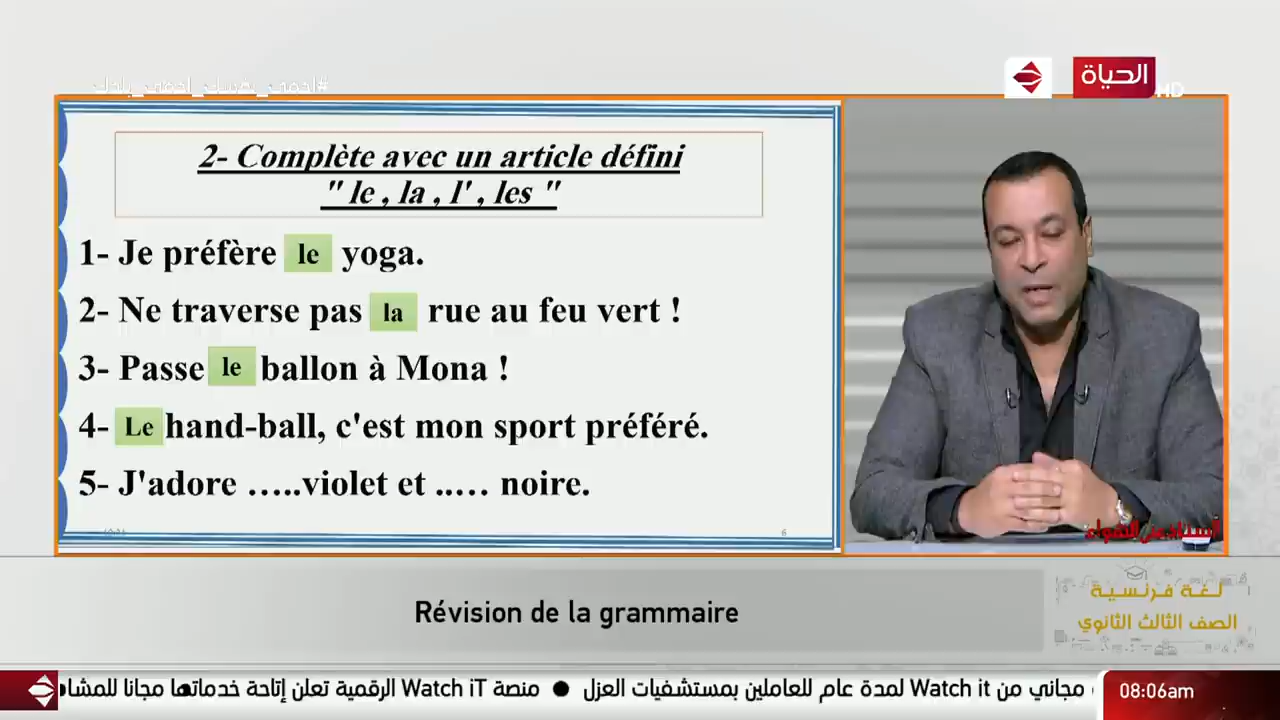 #احمي_نفسك_احمي_بلدك
الحياة
HD
2- Complète avec un article défini
" le , la , l' , les "
1- Je préfère le yoga.
2- Ne traverse pas la rue au feu vert !
3- Passe le ballon à Mona !
4- Le hand-ball, c'est mon sport préféré.
5- J'adore …..violet et ..… noire.
6
Révision de la grammaire
لغة فرنسية
الصف الثالث الثانوي
مجاني من Watch it لمدة عام للعاملين بمستشفيات العزل ● منصة Watch iT الرقمية تعلن إتاحة خدماتها مجانا للمشا
08:06am